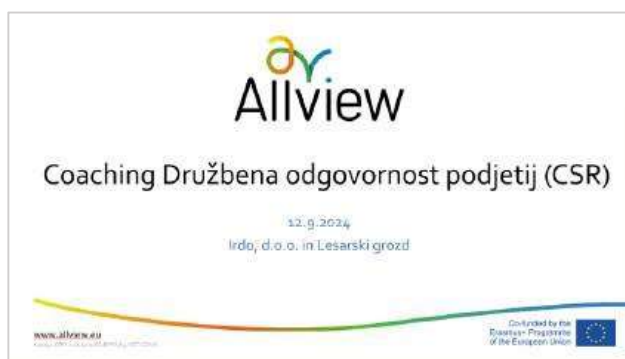 Allview
Coaching Družbena odgovornost podjetij (CSR)
12.9.2024
Irdo, d.o.o. in Lesarski grozd
www.allview.eu
Co-funded by the
Erasmus+ Programme
of the European Union